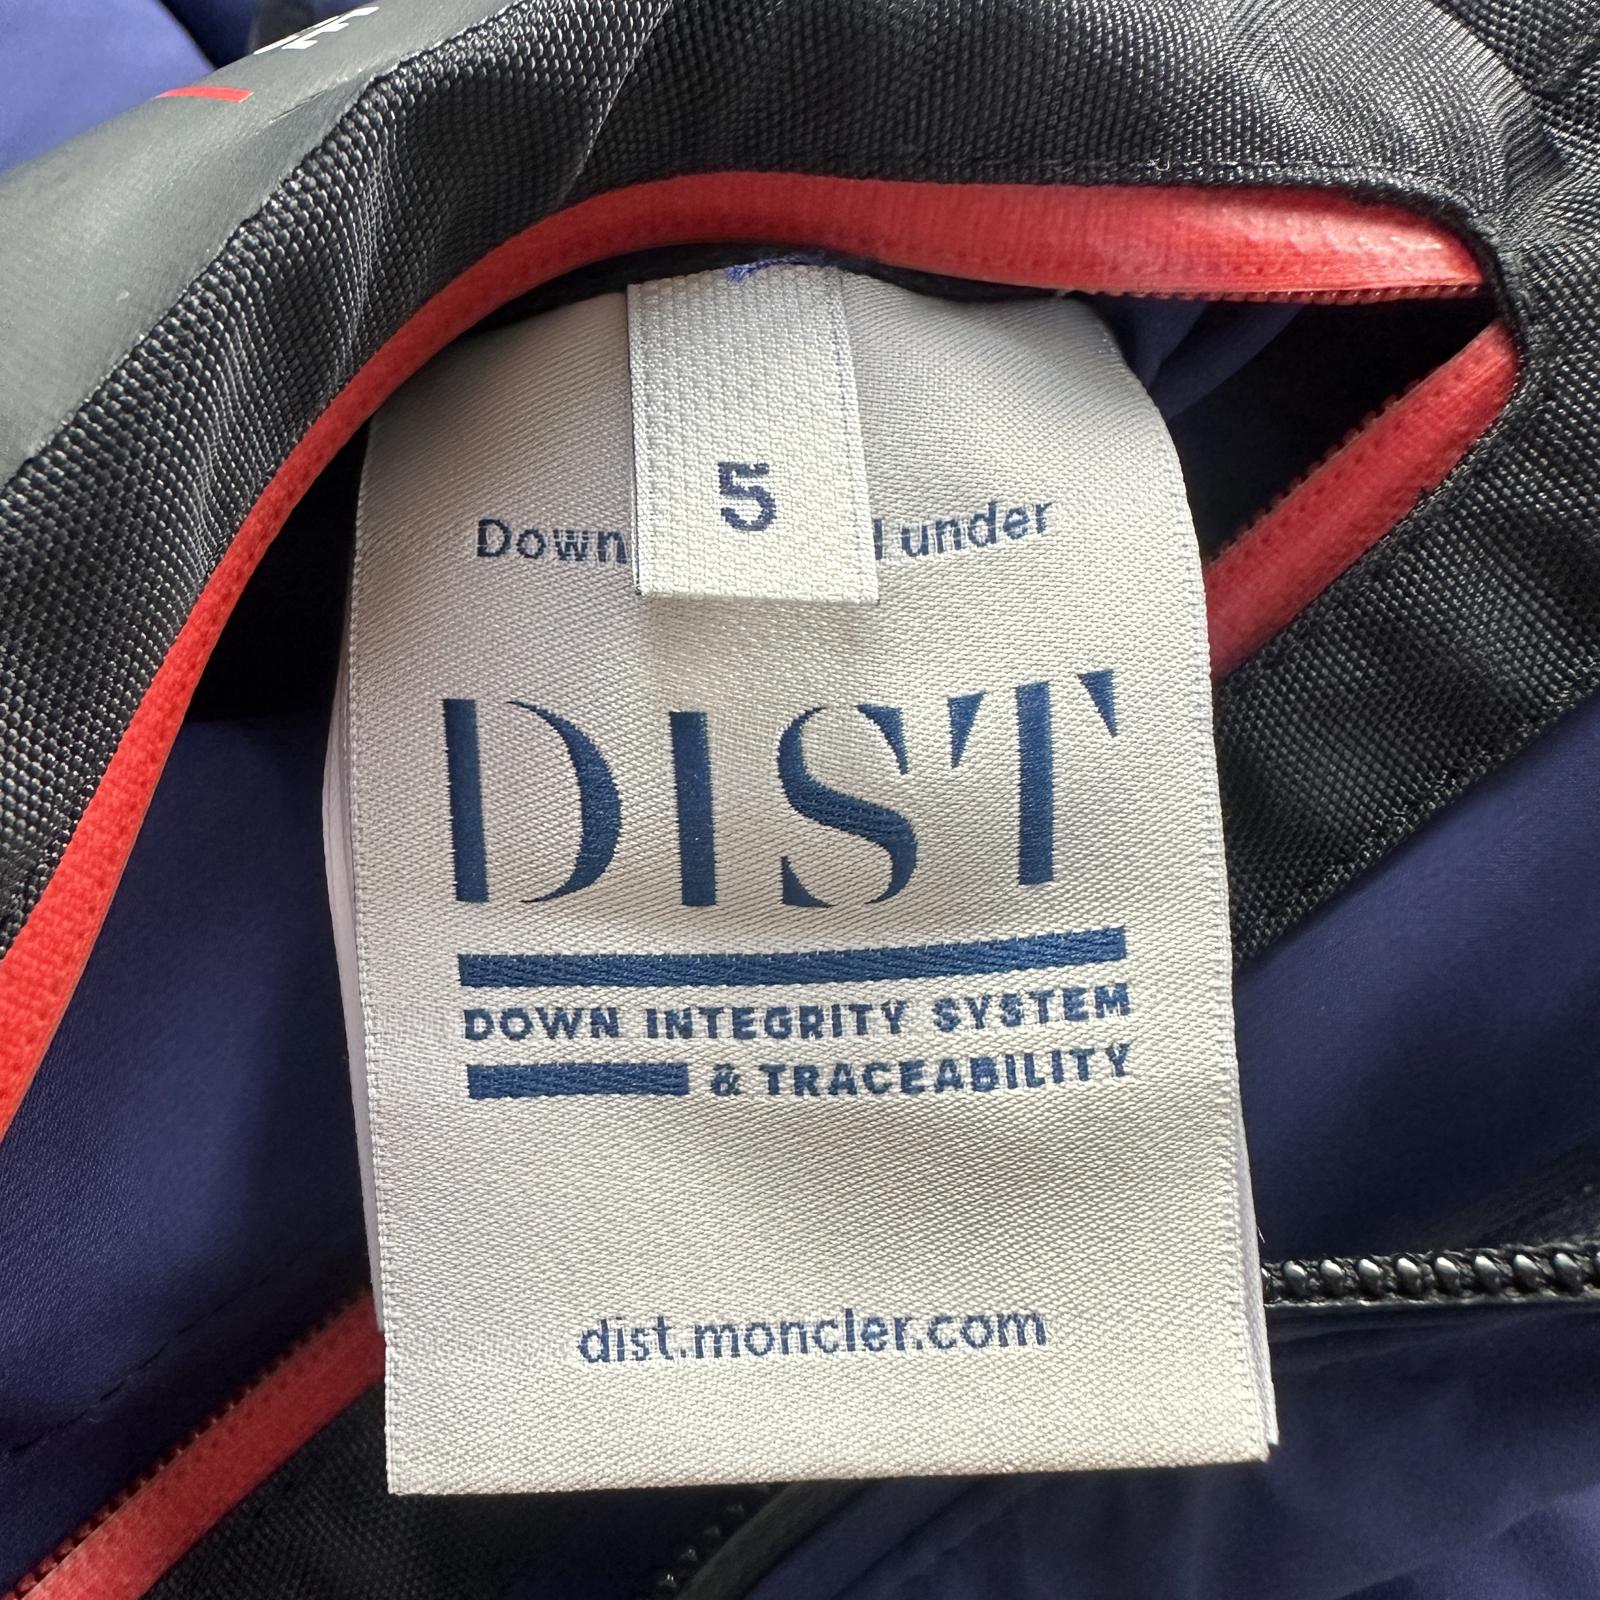 5
Down under
DIST
DOWN INTEGRITY SYSTEM
& TRACEABILITY
dist.moncler.com